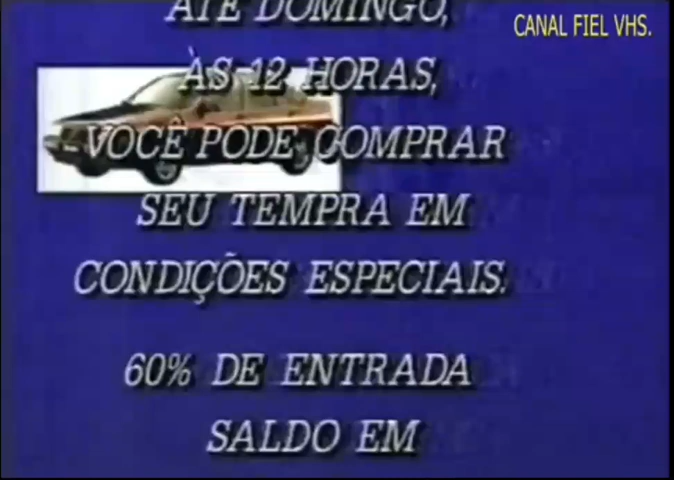 ATÉ DOMINGO,
CANAL FIEL VHS.
ÀS 12 HORAS,
VOCÊ PODE COMPRAR
SEU TEMPRA EM
CONDIÇÕES ESPECIAIS.
60% DE ENTRADA
SALDO EM